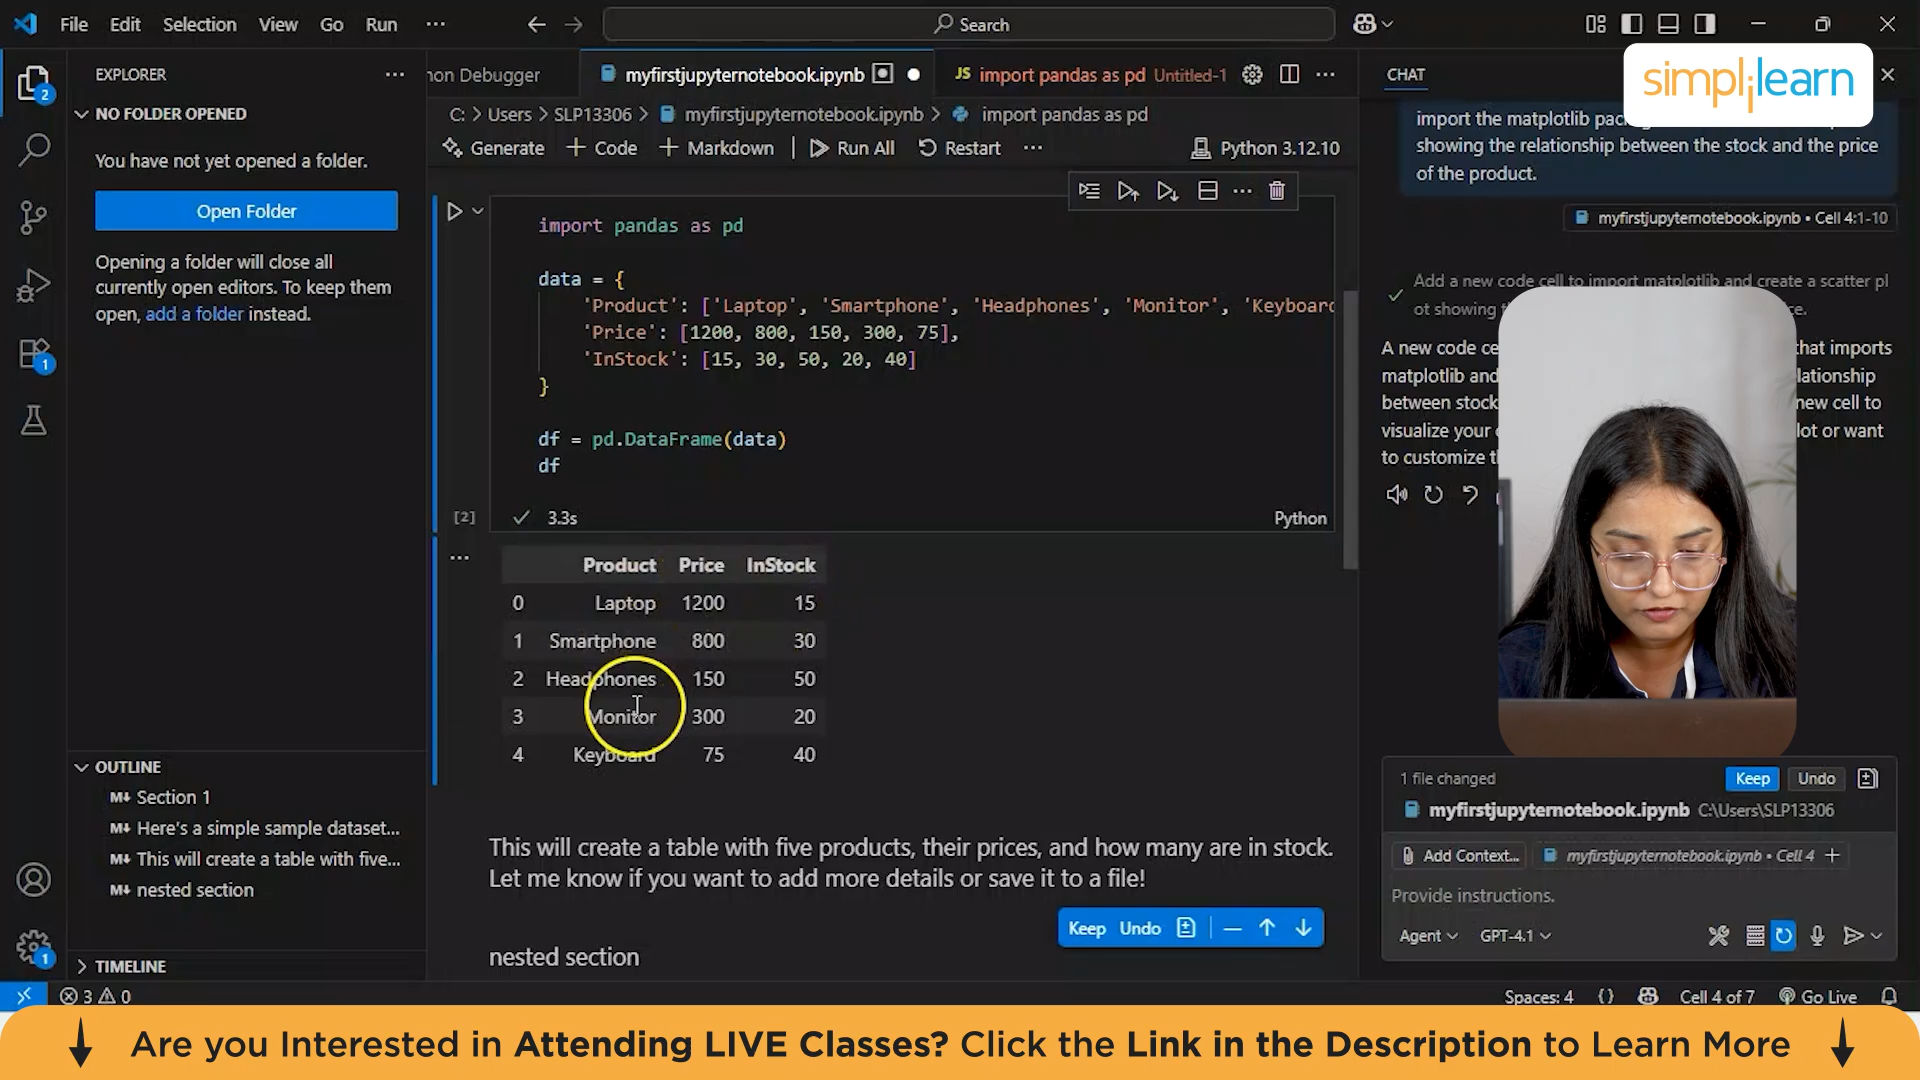 File Edit Selection View Go Run ···
Search
simplilearn
EXPLORER
NO FOLDER OPENED
You have not yet opened a folder.
Open Folder
Opening a folder will close all
currently open editors. To keep them
open, add a folder instead.
OUTLINE
M↓ Section 1
M↓ Here's a simple sample dataset...
M↓ This will create a table with five...
M↓ nested section
TIMELINE
2
1
1
on Debugger
myfirstjupyternotebook.ipynb
JS import pandas as pd Untitled-1
C: > Users > SLP13306 > myfirstjupyternotebook.ipynb > import pandas as pd
Generate + Code + Markdown | Run All Restart ··· Python 3.12.10
import pandas as pd
data = {
'Product': ['Laptop', 'Smartphone', 'Headphones', 'Monitor', 'Keyboard
'Price': [1200, 800, 150, 300, 75],
'InStock': [15, 30, 50, 20, 40]
}
df = pd.DataFrame(data)
df
[2] 3.3s Python
Product Price InStock
0 Laptop 1200 15
1 Smartphone 800 30
2 Headphones 150 50
3 Monitor 300 20
4 Keyboard 75 40
This will create a table with five products, their prices, and how many are in stock.
Let me know if you want to add more details or save it to a file!
Keep Undo
nested section
CHAT
import the matplotlib
showing the relationship between the stock and the price
of the product.
myfirstjupyternotebook.ipynb • Cell 4:1-10
Add a new code cell to import matplotlib and create a scatter pl
ot showing
A new code that imports
matplotlib and
between stock new cell to
visualize your or want
to customize
1 file changed Keep Undo
myfirstjupyternotebook.ipynb C:\Users\SLP13306
Add Context... myfirstjupyternotebook.ipynb • Cell 4 +
Provide instructions.
Agent GPT-4.1
3 0 Spaces: 4 {} Cell 4 of 7 Go Live
Are you Interested in Attending LIVE Classes? Click the Link in the Description to Learn More